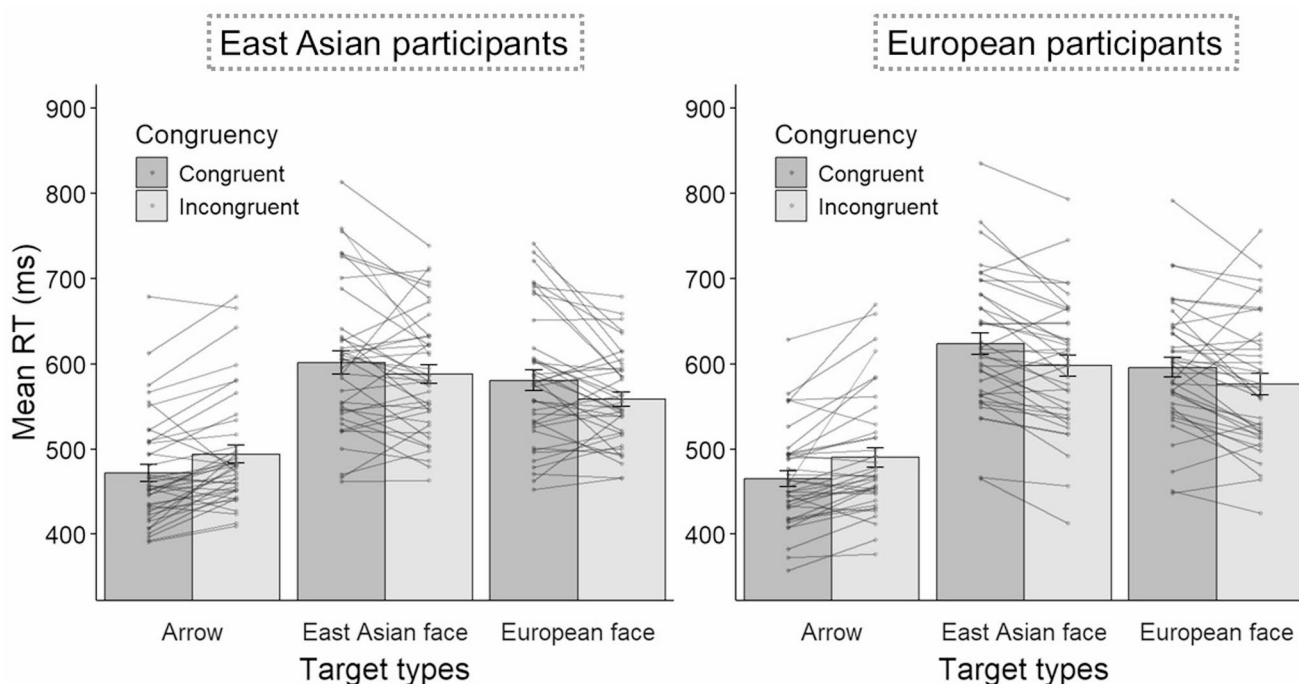 East Asian participants
Mean RT (ms)
900
800
700
600
500
400
Congruency
Congruent
Incongruent
Arrow
East Asian face
European face
Target types
European participants
900
800
700
600
500
400
Congruency
Congruent
Incongruent
Arrow
East Asian face
European face
Target types